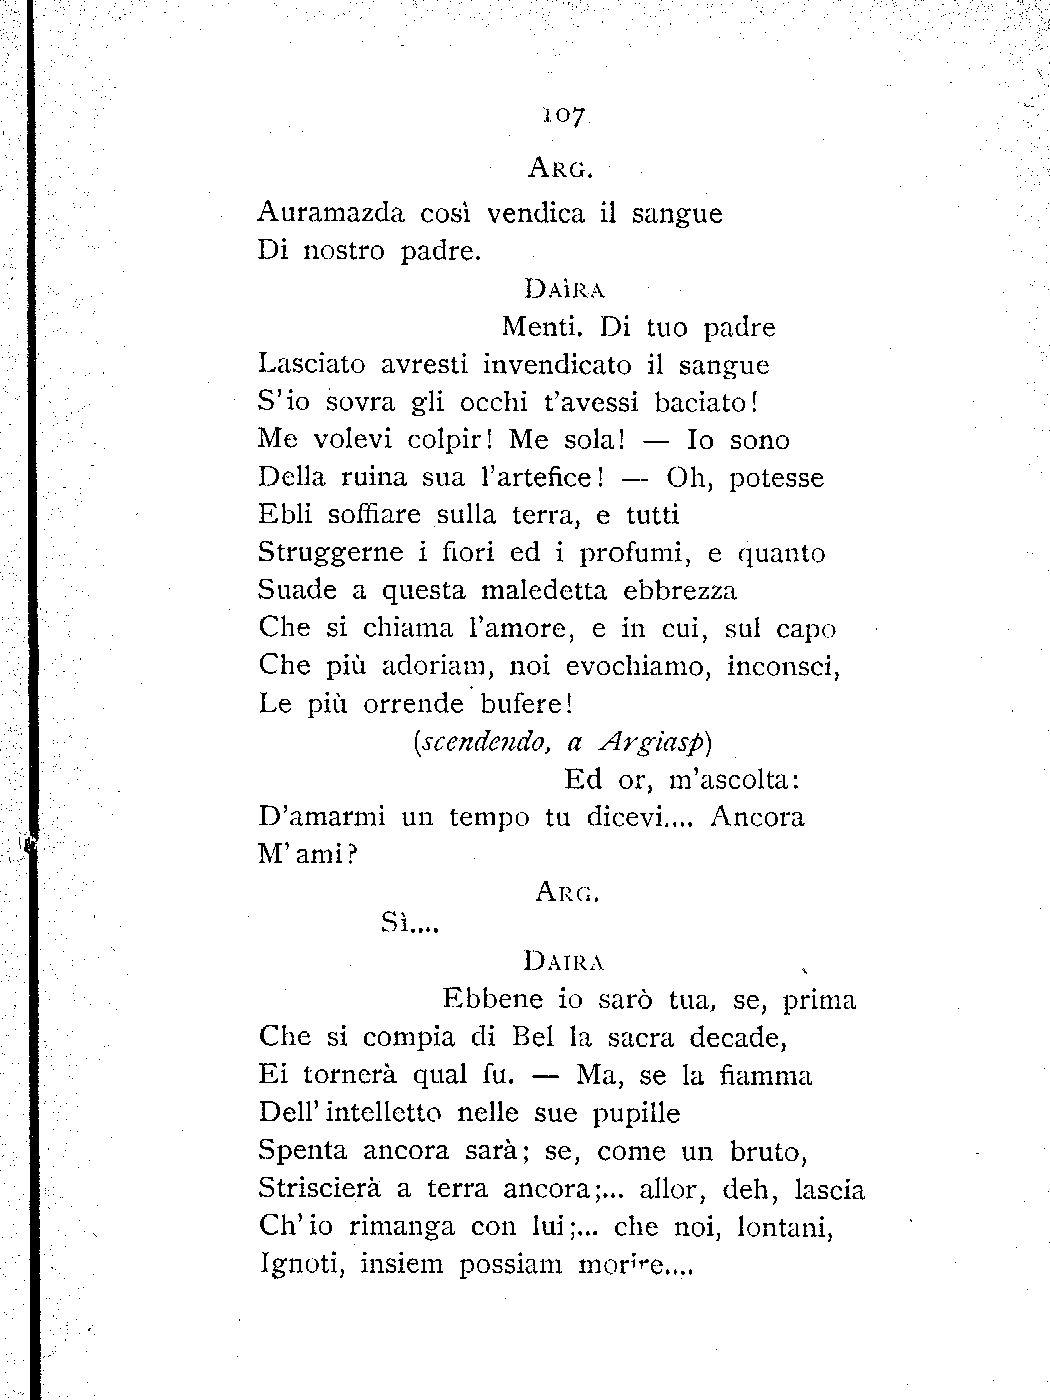 107
ARG.
Auramazda così vendica il sangue
Di nostro padre.
DAÌRA
Menti. Di tuo padre
Lasciato avresti invendicato il sangue
S'io sovra gli occhi t'avessi baciato!
Me volevi colpir! Me sola! — Io sono
Della ruina sua l'artefice! — Oh, potesse
Ebli soffiare sulla terra, e tutti
Struggerne i fiori ed i profumi, e quanto
Suade a questa maledetta ebbrezza
Che si chiama l'amore, e in cui, sul capo
Che più adoriam, noi evochiamo, inconsci,
Le più orrende bufere!
(scendendo, a Argiasp)
Ed or, m'ascolta:
D'amarmi un tempo tu dicevi.... Ancora
M'ami?
ARG.
Sì....
DAIRA
Ebbene io sarò tua, se, prima
Che si compia di Bel la sacra decade,
Ei tornerà qual fu. — Ma, se la fiamma
Dell'intelletto nelle sue pupille
Spenta ancora sarà; se, come un bruto,
Striscierà a terra ancora;... allor, deh, lascia
Ch'io rimanga con lui;... che noi, lontani,
Ignoti, insiem possiam morire....